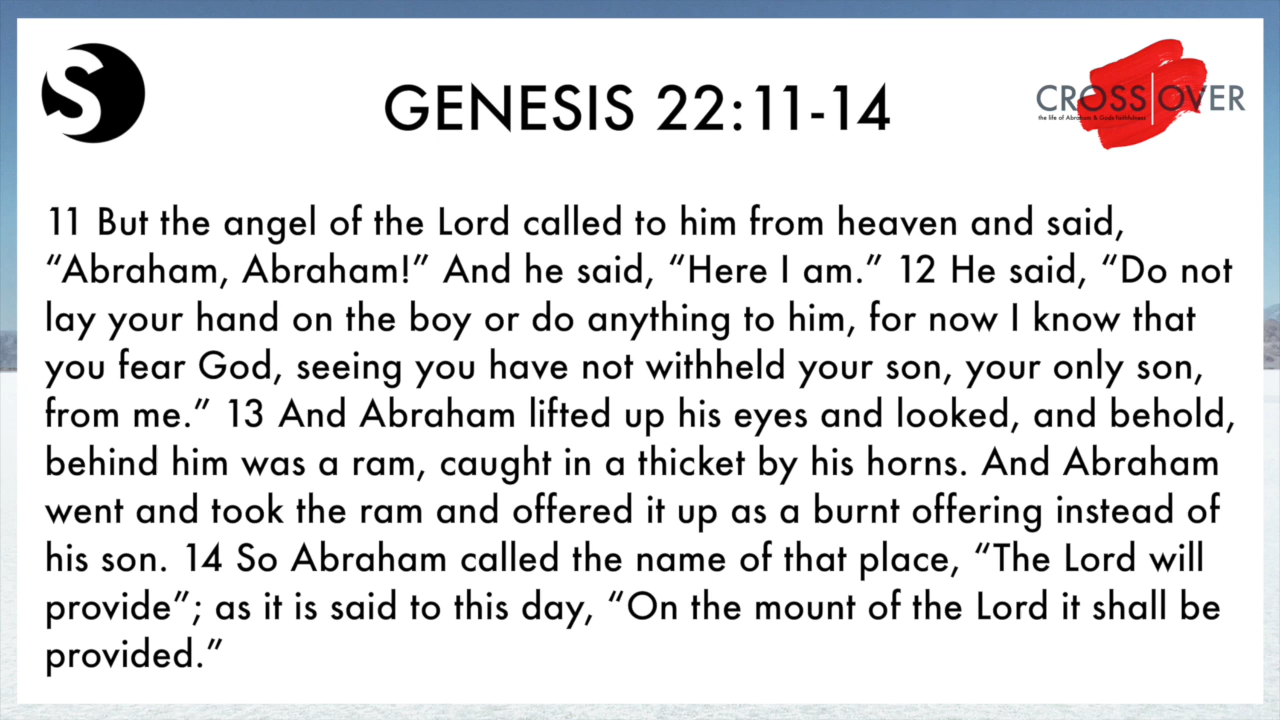 S
GENESIS 22:11-14
CROSS|OVER
the life of Abraham & Gods faithfulness
11 But the angel of the Lord called to him from heaven and said,
“Abraham, Abraham!” And he said, “Here I am.” 12 He said, “Do not
lay your hand on the boy or do anything to him, for now I know that
you fear God, seeing you have not withheld your son, your only son,
from me.” 13 And Abraham lifted up his eyes and looked, and behold,
behind him was a ram, caught in a thicket by his horns. And Abraham
went and took the ram and offered it up as a burnt offering instead of
his son. 14 So Abraham called the name of that place, “The Lord will
provide”; as it is said to this day, “On the mount of the Lord it shall be
provided.”